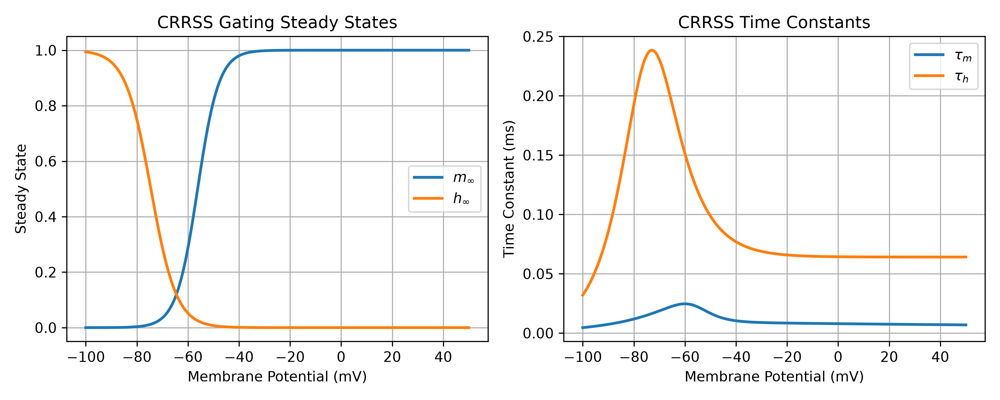 CRRSS Gating Steady States
1.0
0.8
0.6
0.4
0.2
0.0
Steady State
m∞
h∞
−100 −80 −60 −40 −20 0 20 40
Membrane Potential (mV)
CRRSS Time Constants
0.25
0.20
0.15
0.10
0.05
0.00
Time Constant (ms)
τm
τh
−100 −80 −60 −40 −20 0 20 40
Membrane Potential (mV)